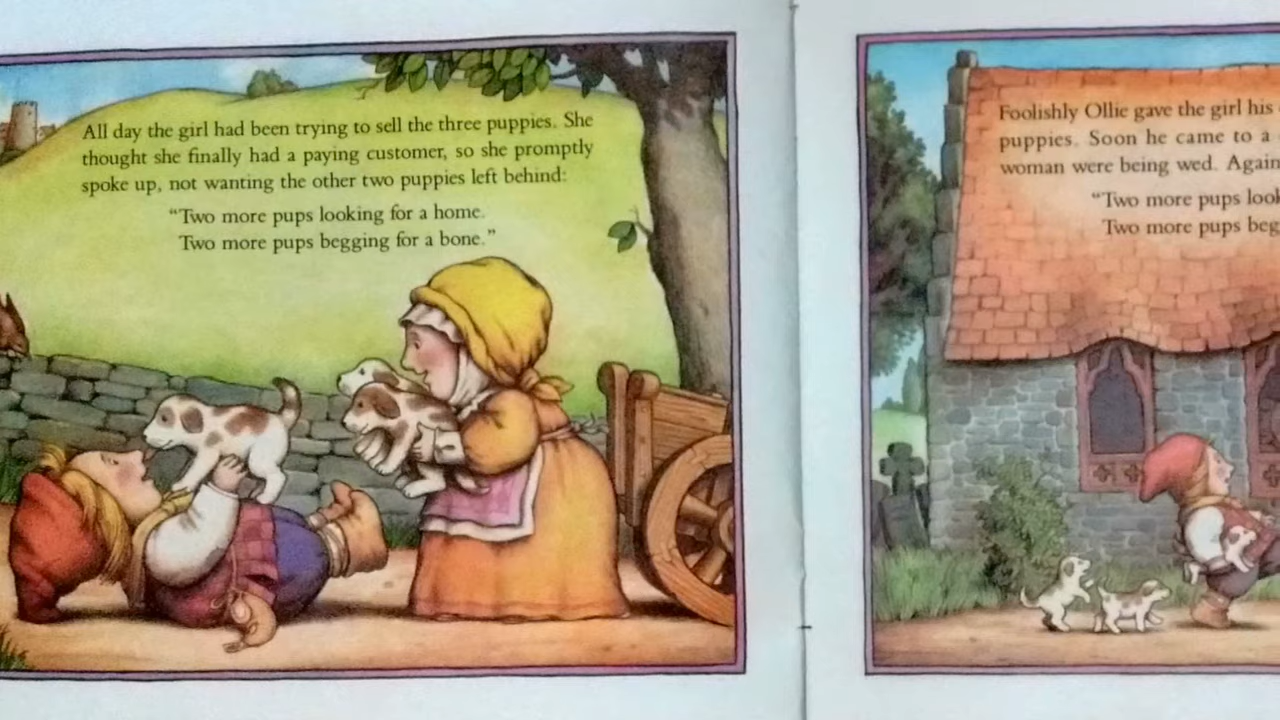 All day the girl had been trying to sell the three puppies. She
thought she finally had a paying customer, so she promptly
spoke up, not wanting the other two puppies left behind:
“Two more pups looking for a home.
Two more pups begging for a bone.”
Foolishly Ollie gave the girl his
puppies. Soon he came to a
woman were being wed. Again
“Two more pups
Two more pups